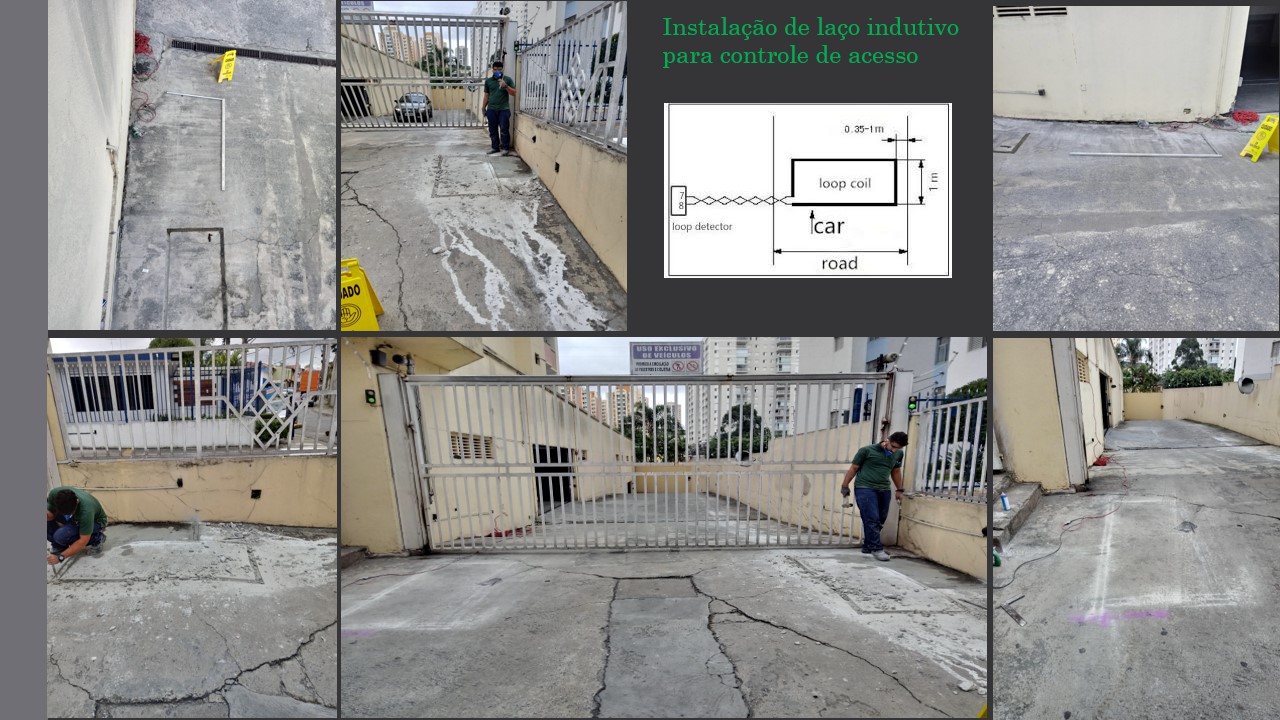 Instalação de laço indutivo
para controle de acesso
0.35-1m
loop coil
1 m
7
8
loop detector
car
road
USO EXCLUSIVO
DE VEÍCULOS